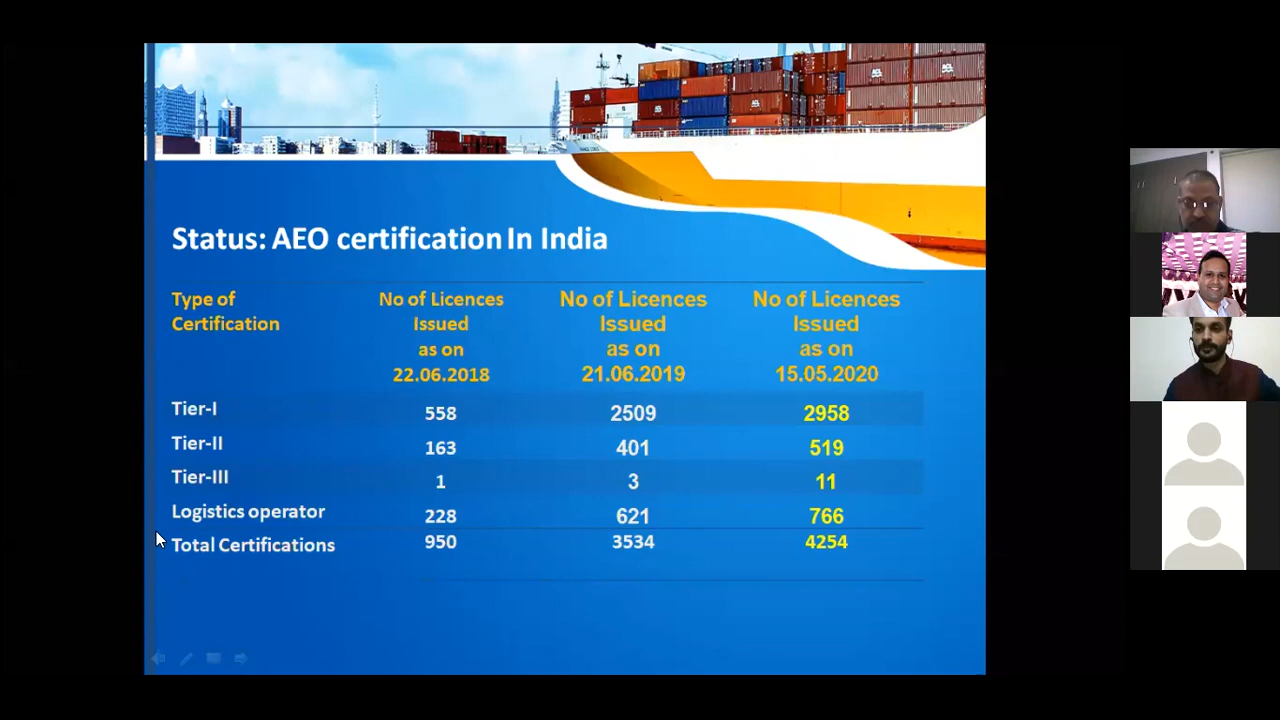 Status: AEO certification In India
Type of Certification No of Licences Issued as on 22.06.2018 No of Licences Issued as on 21.06.2019 No of Licences Issued as on 15.05.2020
Tier-I 558 2509 2958
Tier-II 163 401 519
Tier-III 1 3 11
Logistics operator 228 621 766
Total Certifications 950 3534 4254